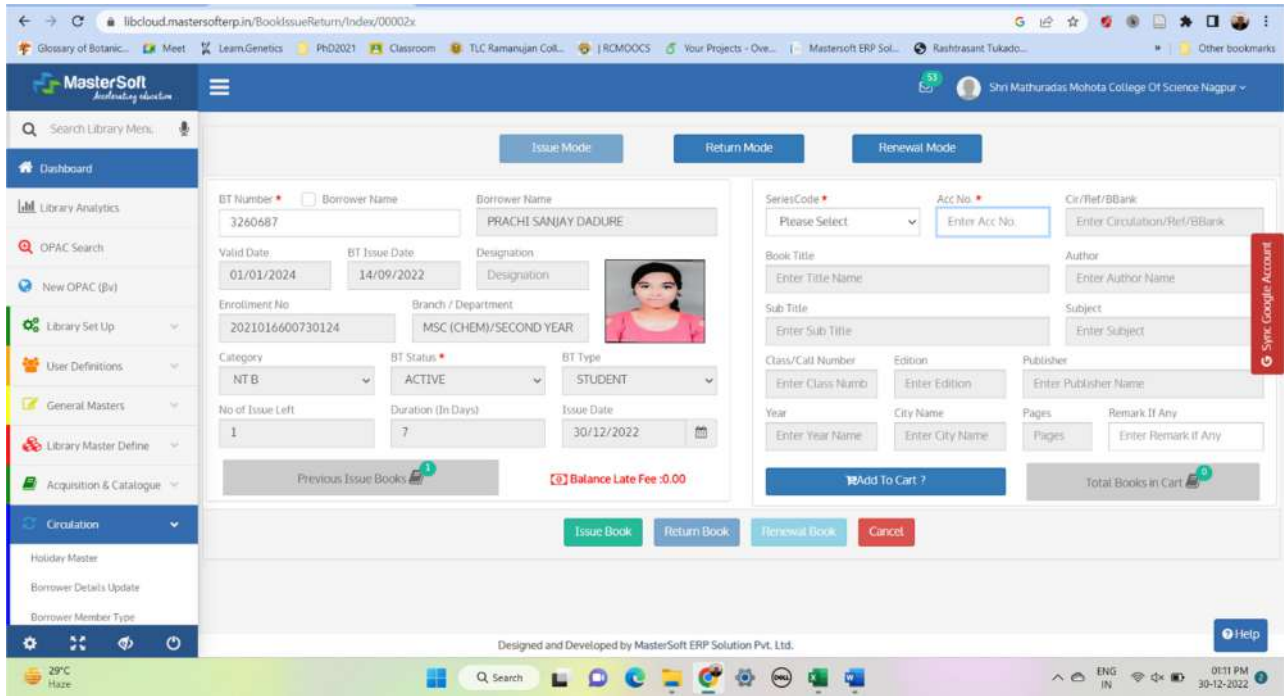 libcloud.mastersofterp.in/BookIssueReturn/Index/00002x
Glossary of Botanic... Meet Learn.Genetics PhD2021 Classroom TLC Ramanujan Coll... | RCMOOCS Your Projects - Ove... Mastersoft ERP Sol... Rashtrasant Tukado... » Other bookmarks
MasterSoft
Accelerating education
53
Shri Mathuradas Mohota College Of Science Nagpur
Search Library Menu
Issue Mode Return Mode Renewal Mode
Dashboard
Library Analytics
OPAC Search
New OPAC (βv)
Library Set Up
User Definitions
General Masters
Library Master Define
Acquisition & Catalogue
Circulation
Holiday Master
Borrower Details Update
Borrower Member Type
BT Number * Borrower Name Borrower Name
3260687 PRACHI SANJAY DADURE
Valid Date BT Issue Date Designation
01/01/2024 14/09/2022 Designation
Enrollment No Branch / Department
2021016600730124 MSC (CHEM)/SECOND YEAR
Category BT Status * BT Type
NT B ACTIVE STUDENT
No of Issue Left Duration (In Days) Issue Date
1 7 30/12/2022
Previous Issue Books 1 Balance Late Fee :0.00
SeriesCode * Acc No. * Cir/Ref/BBank
Please Select Enter Acc No. Enter Circulation/Ref/BBank
Book Title Author
Enter Title Name Enter Author Name
Sub Title Subject
Enter Sub Title Enter Subject
Class/Call Number Edition Publisher
Enter Class Numb Enter Edition Enter Publisher Name
Year City Name Pages Remark If Any
Enter Year Name Enter City Name Pages Enter Remark If Any
Add To Cart ? Total Books in Cart 0
Issue Book Return Book Renewal Book Cancel
Sync Google Account
Help
Designed and Developed by MasterSoft ERP Solution Pvt. Ltd.
29°C
Haze
Search
ENG
IN
01:11 PM
30-12-2022
2